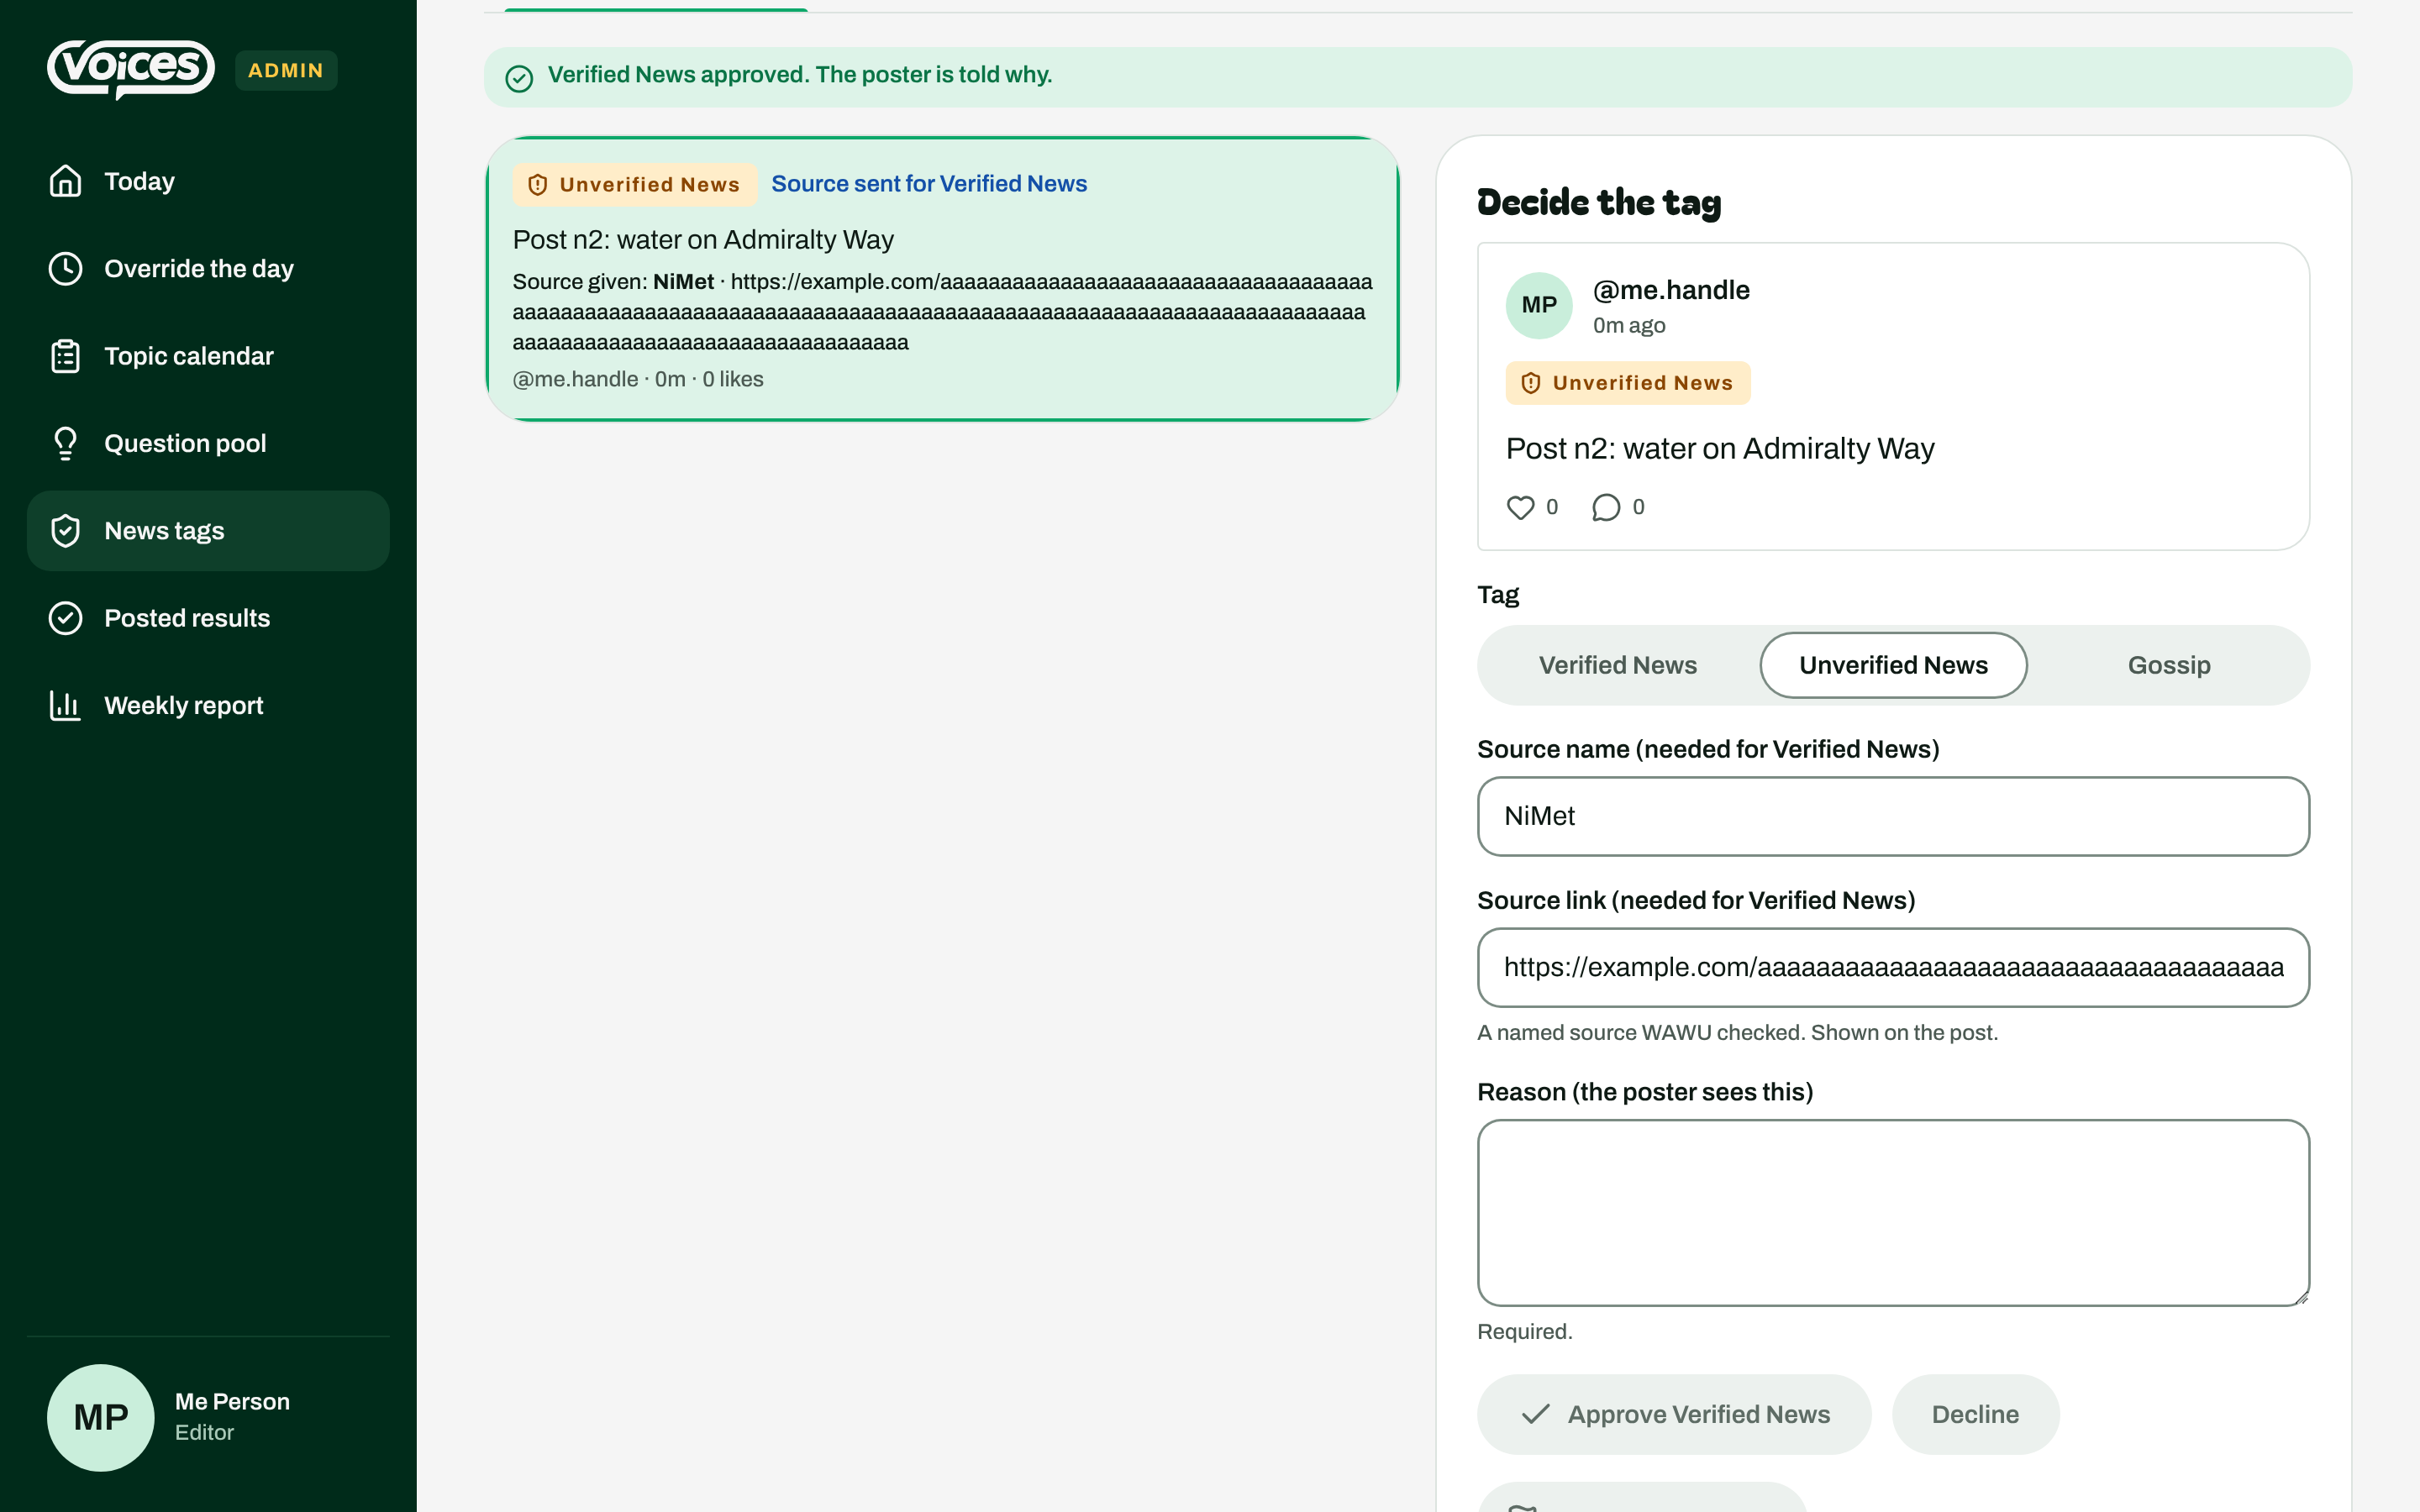 Voices
ADMIN
Today
Override the day
Topic calendar
Question pool
News tags
Posted results
Weekly report
MP
Me Person
Editor
Verified News approved. The poster is told why.
Unverified News
Source sent for Verified News
Post n2: water on Admiralty Way
Source given: NiMet · https://example.com/aaaaaaaaaaaaaaaaaaaaaaaaaaaaaaaaaaaa
aaaaaaaaaaaaaaaaaaaaaaaaaaaaaaaaaaaaaaaaaaaaaaaaaaaaaaaaaaaaaaaaaaaaaaa
aaaaaaaaaaaaaaaaaaaaaaaaaaaaaaaaa
@me.handle · 0m · 0 likes
Decide the tag
MP
@me.handle
0m ago
Unverified News
Post n2: water on Admiralty Way
0
0
Tag
Verified News
Unverified News
Gossip
Source name (needed for Verified News)
NiMet
Source link (needed for Verified News)
https://example.com/aaaaaaaaaaaaaaaaaaaaaaaaaaaaaaaaaaaa
A named source WAWU checked. Shown on the post.
Reason (the poster sees this)
Required.
Approve Verified News
Decline